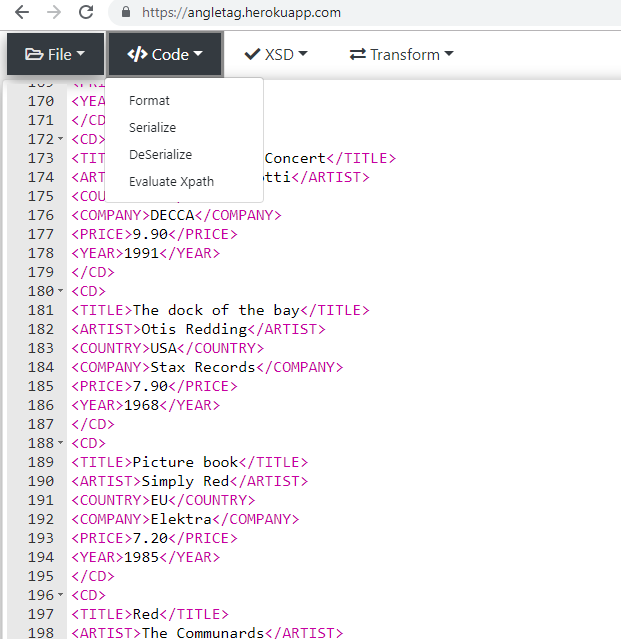 https://angletag.herokuapp.com
File Code XSD Transform
Format
Serialize
DeSerialize
Evaluate Xpath
169
170 <YEA
171 </CD
172 <CD>
173 <TIT Concert</TITLE>
174 <ART otti</ARTIST>
175 <COU
176 <COMPANY>DECCA</COMPANY>
177 <PRICE>9.90</PRICE>
178 <YEAR>1991</YEAR>
179 </CD>
180 <CD>
181 <TITLE>The dock of the bay</TITLE>
182 <ARTIST>Otis Redding</ARTIST>
183 <COUNTRY>USA</COUNTRY>
184 <COMPANY>Stax Records</COMPANY>
185 <PRICE>7.90</PRICE>
186 <YEAR>1968</YEAR>
187 </CD>
188 <CD>
189 <TITLE>Picture book</TITLE>
190 <ARTIST>Simply Red</ARTIST>
191 <COUNTRY>EU</COUNTRY>
192 <COMPANY>Elektra</COMPANY>
193 <PRICE>7.20</PRICE>
194 <YEAR>1985</YEAR>
195 </CD>
196 <CD>
197 <TITLE>Red</TITLE>
198 <ARTIST>The Communards</ARTIST>